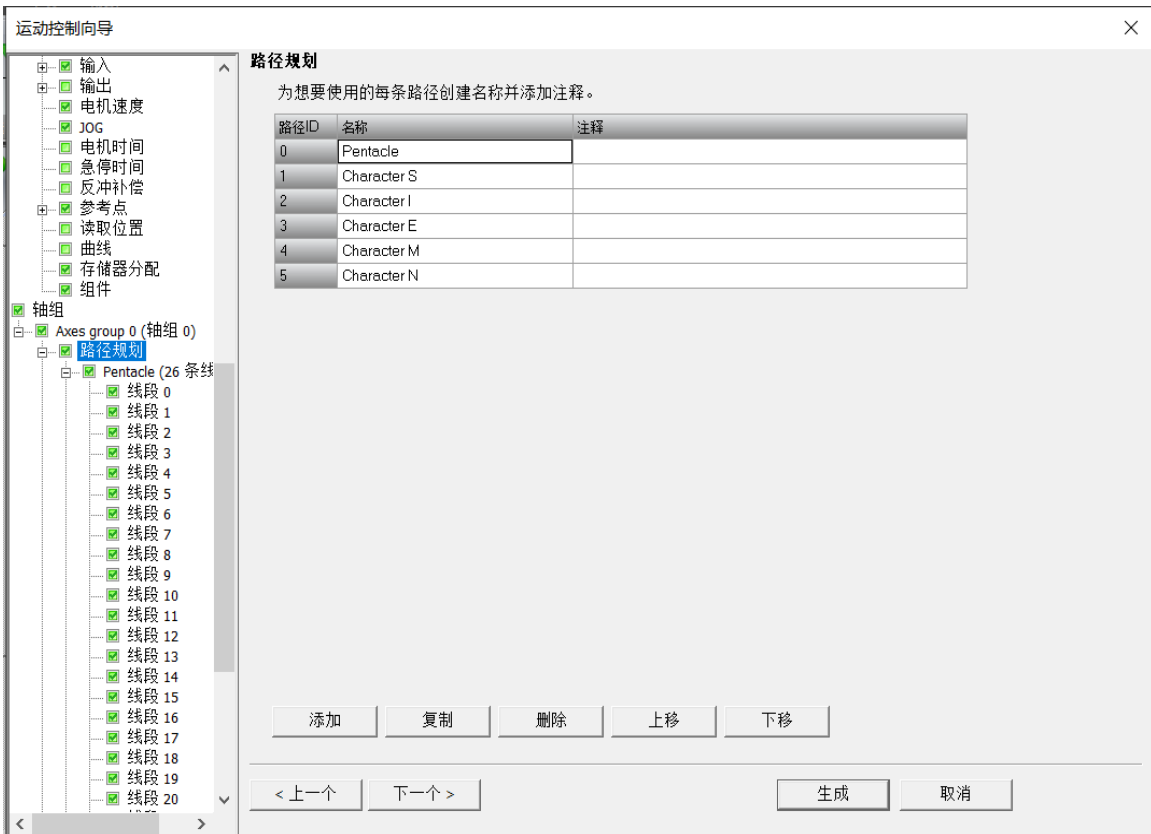 运动控制向导
输入
输出
电机速度
JOG
电机时间
急停时间
反冲补偿
参考点
读取位置
曲线
存储器分配
组件
轴组
Axes group 0 (轴组 0)
路径规划
Pentacle (26 条线
线段 0
线段 1
线段 2
线段 3
线段 4
线段 5
线段 6
线段 7
线段 8
线段 9
线段 10
线段 11
线段 12
线段 13
线段 14
线段 15
线段 16
线段 17
线段 18
线段 19
线段 20
路径规划
为想要使用的每条路径创建名称并添加注释。
路径ID 名称 注释
0 Pentacle
1 Character S
2 Character I
3 Character E
4 Character M
5 Character N
添加 复制 删除 上移 下移
< 上一个 下一个 > 生成 取消